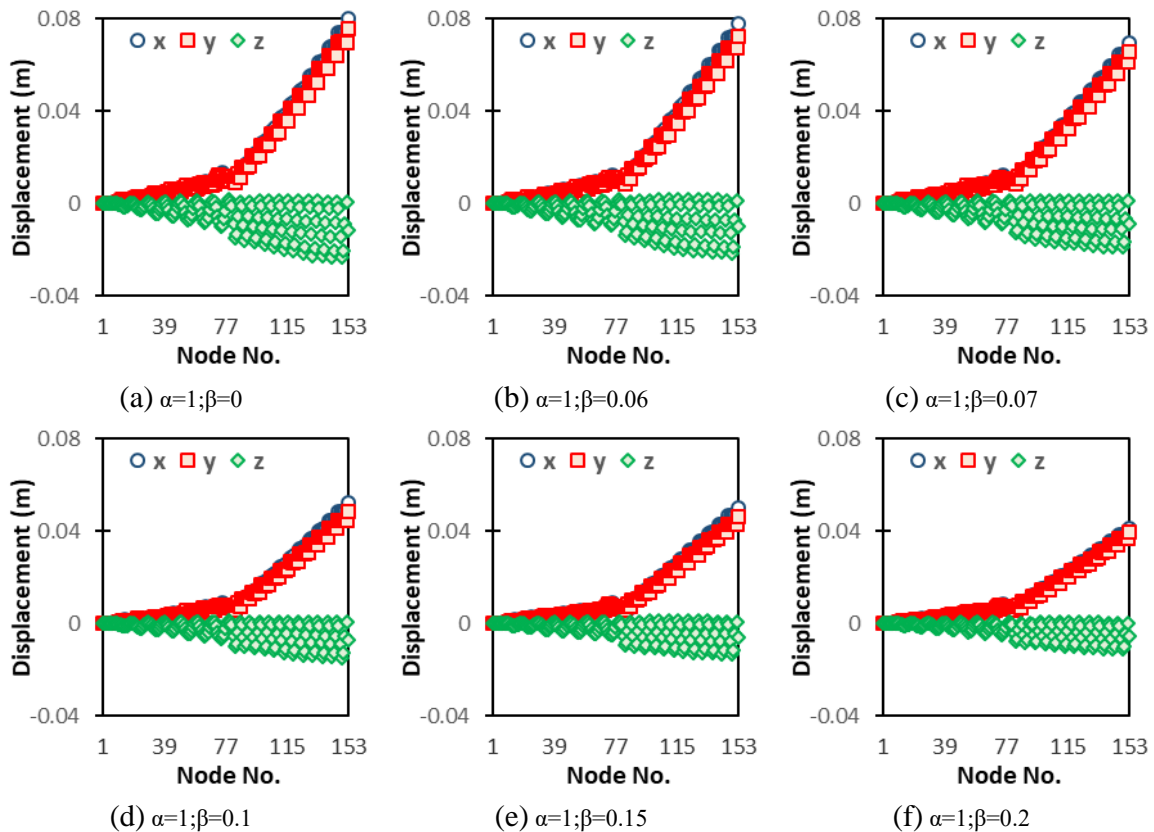 0.08
0.04
0
-0.04
Displacement (m)
x y z
1 39 77 115 153
Node No.
(a) α=1;β=0
0.08
0.04
0
-0.04
Displacement (m)
x y z
1 39 77 115 153
Node No.
(b) α=1;β=0.06
0.08
0.04
0
-0.04
Displacement (m)
x y z
1 39 77 115 153
Node No.
(c) α=1;β=0.07
0.08
0.04
0
-0.04
Displacement (m)
x y z
1 39 77 115 153
Node No.
(d) α=1;β=0.1
0.08
0.04
0
-0.04
Displacement (m)
x y z
1 39 77 115 153
Node No.
(e) α=1;β=0.15
0.08
0.04
0
-0.04
Displacement (m)
x y z
1 39 77 115 153
Node No.
(f) α=1;β=0.2